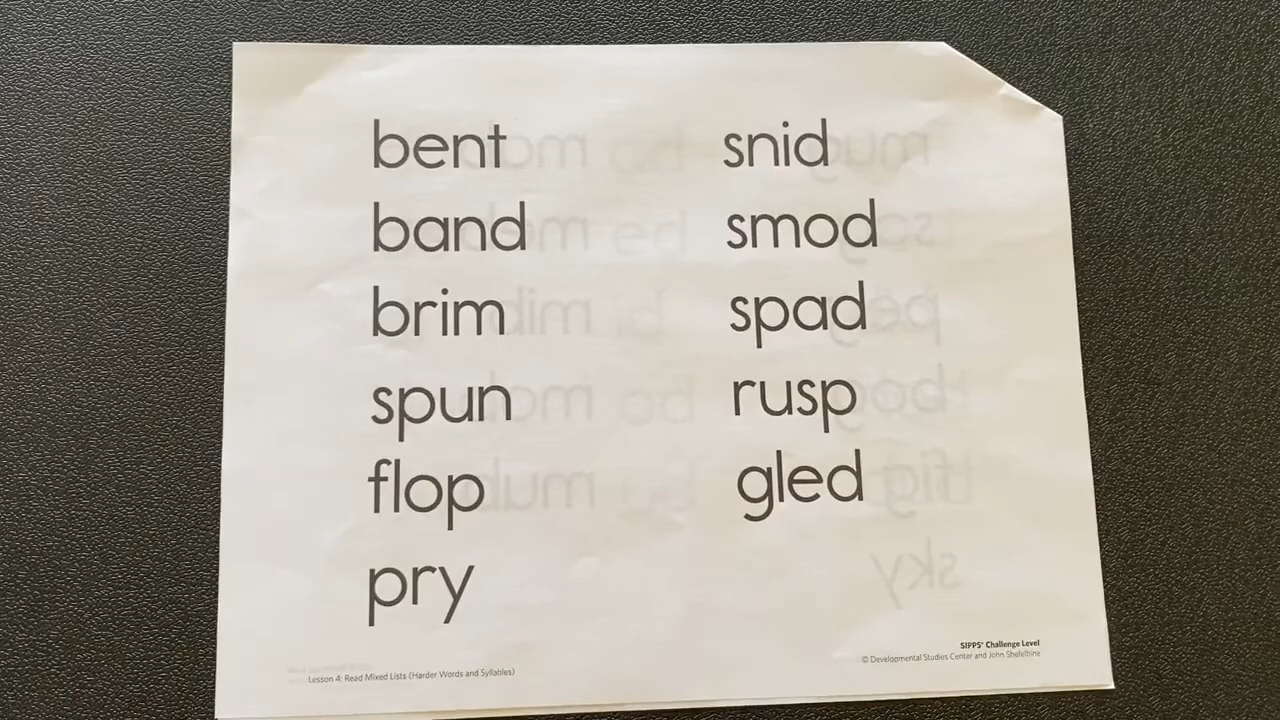 bent
band
brim
spun
flop
pry
snid
smod
spad
rusp
gled
sky
Lesson 4: Read Mixed Lists (Harder Words and Syllables)
SIPPS® Challenge Level
© Developmental Studies Center and John Shefelbine